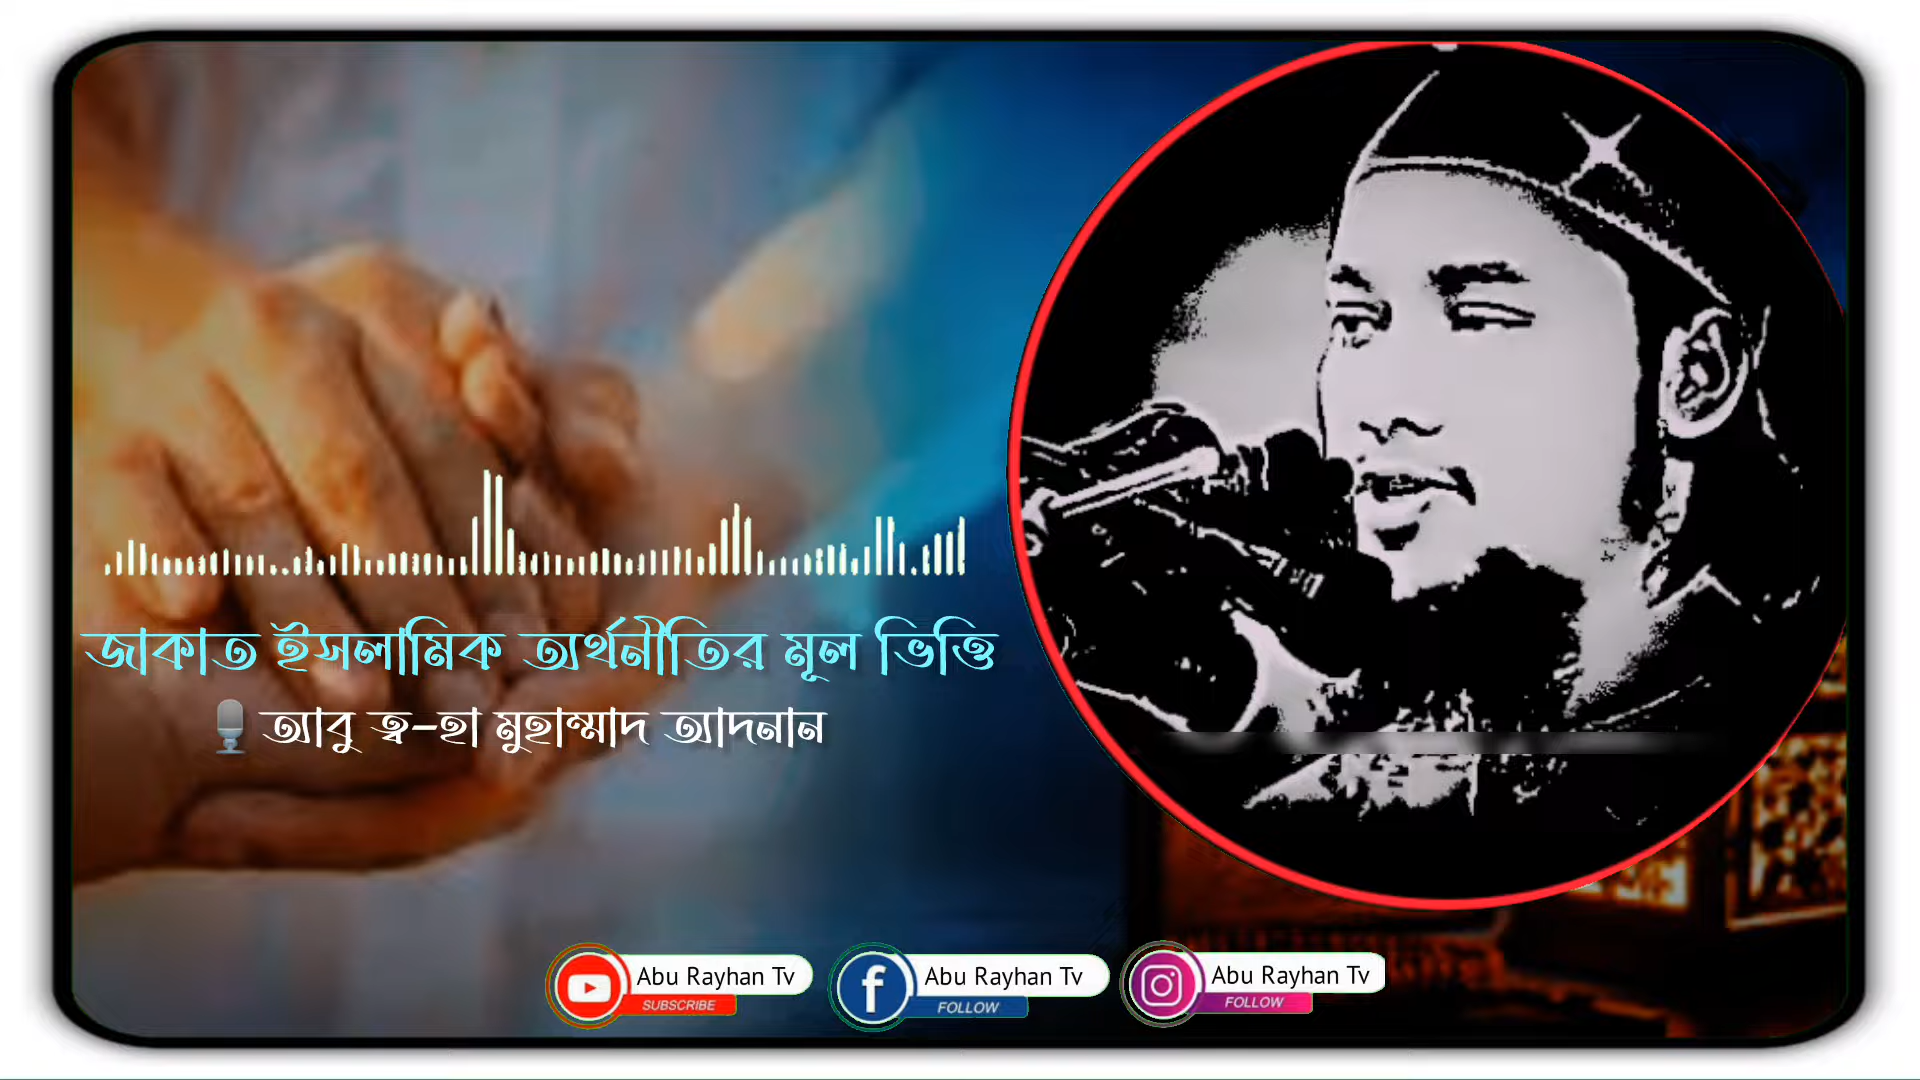 জাকাত ইসলামিক অর্থনীতির মূল ভিত্তি
আবু ত্ব-হা মুহাম্মাদ আদনান
Abu Rayhan Tv
SUBSCRIBE
Abu Rayhan Tv
FOLLOW
Abu Rayhan Tv
FOLLOW